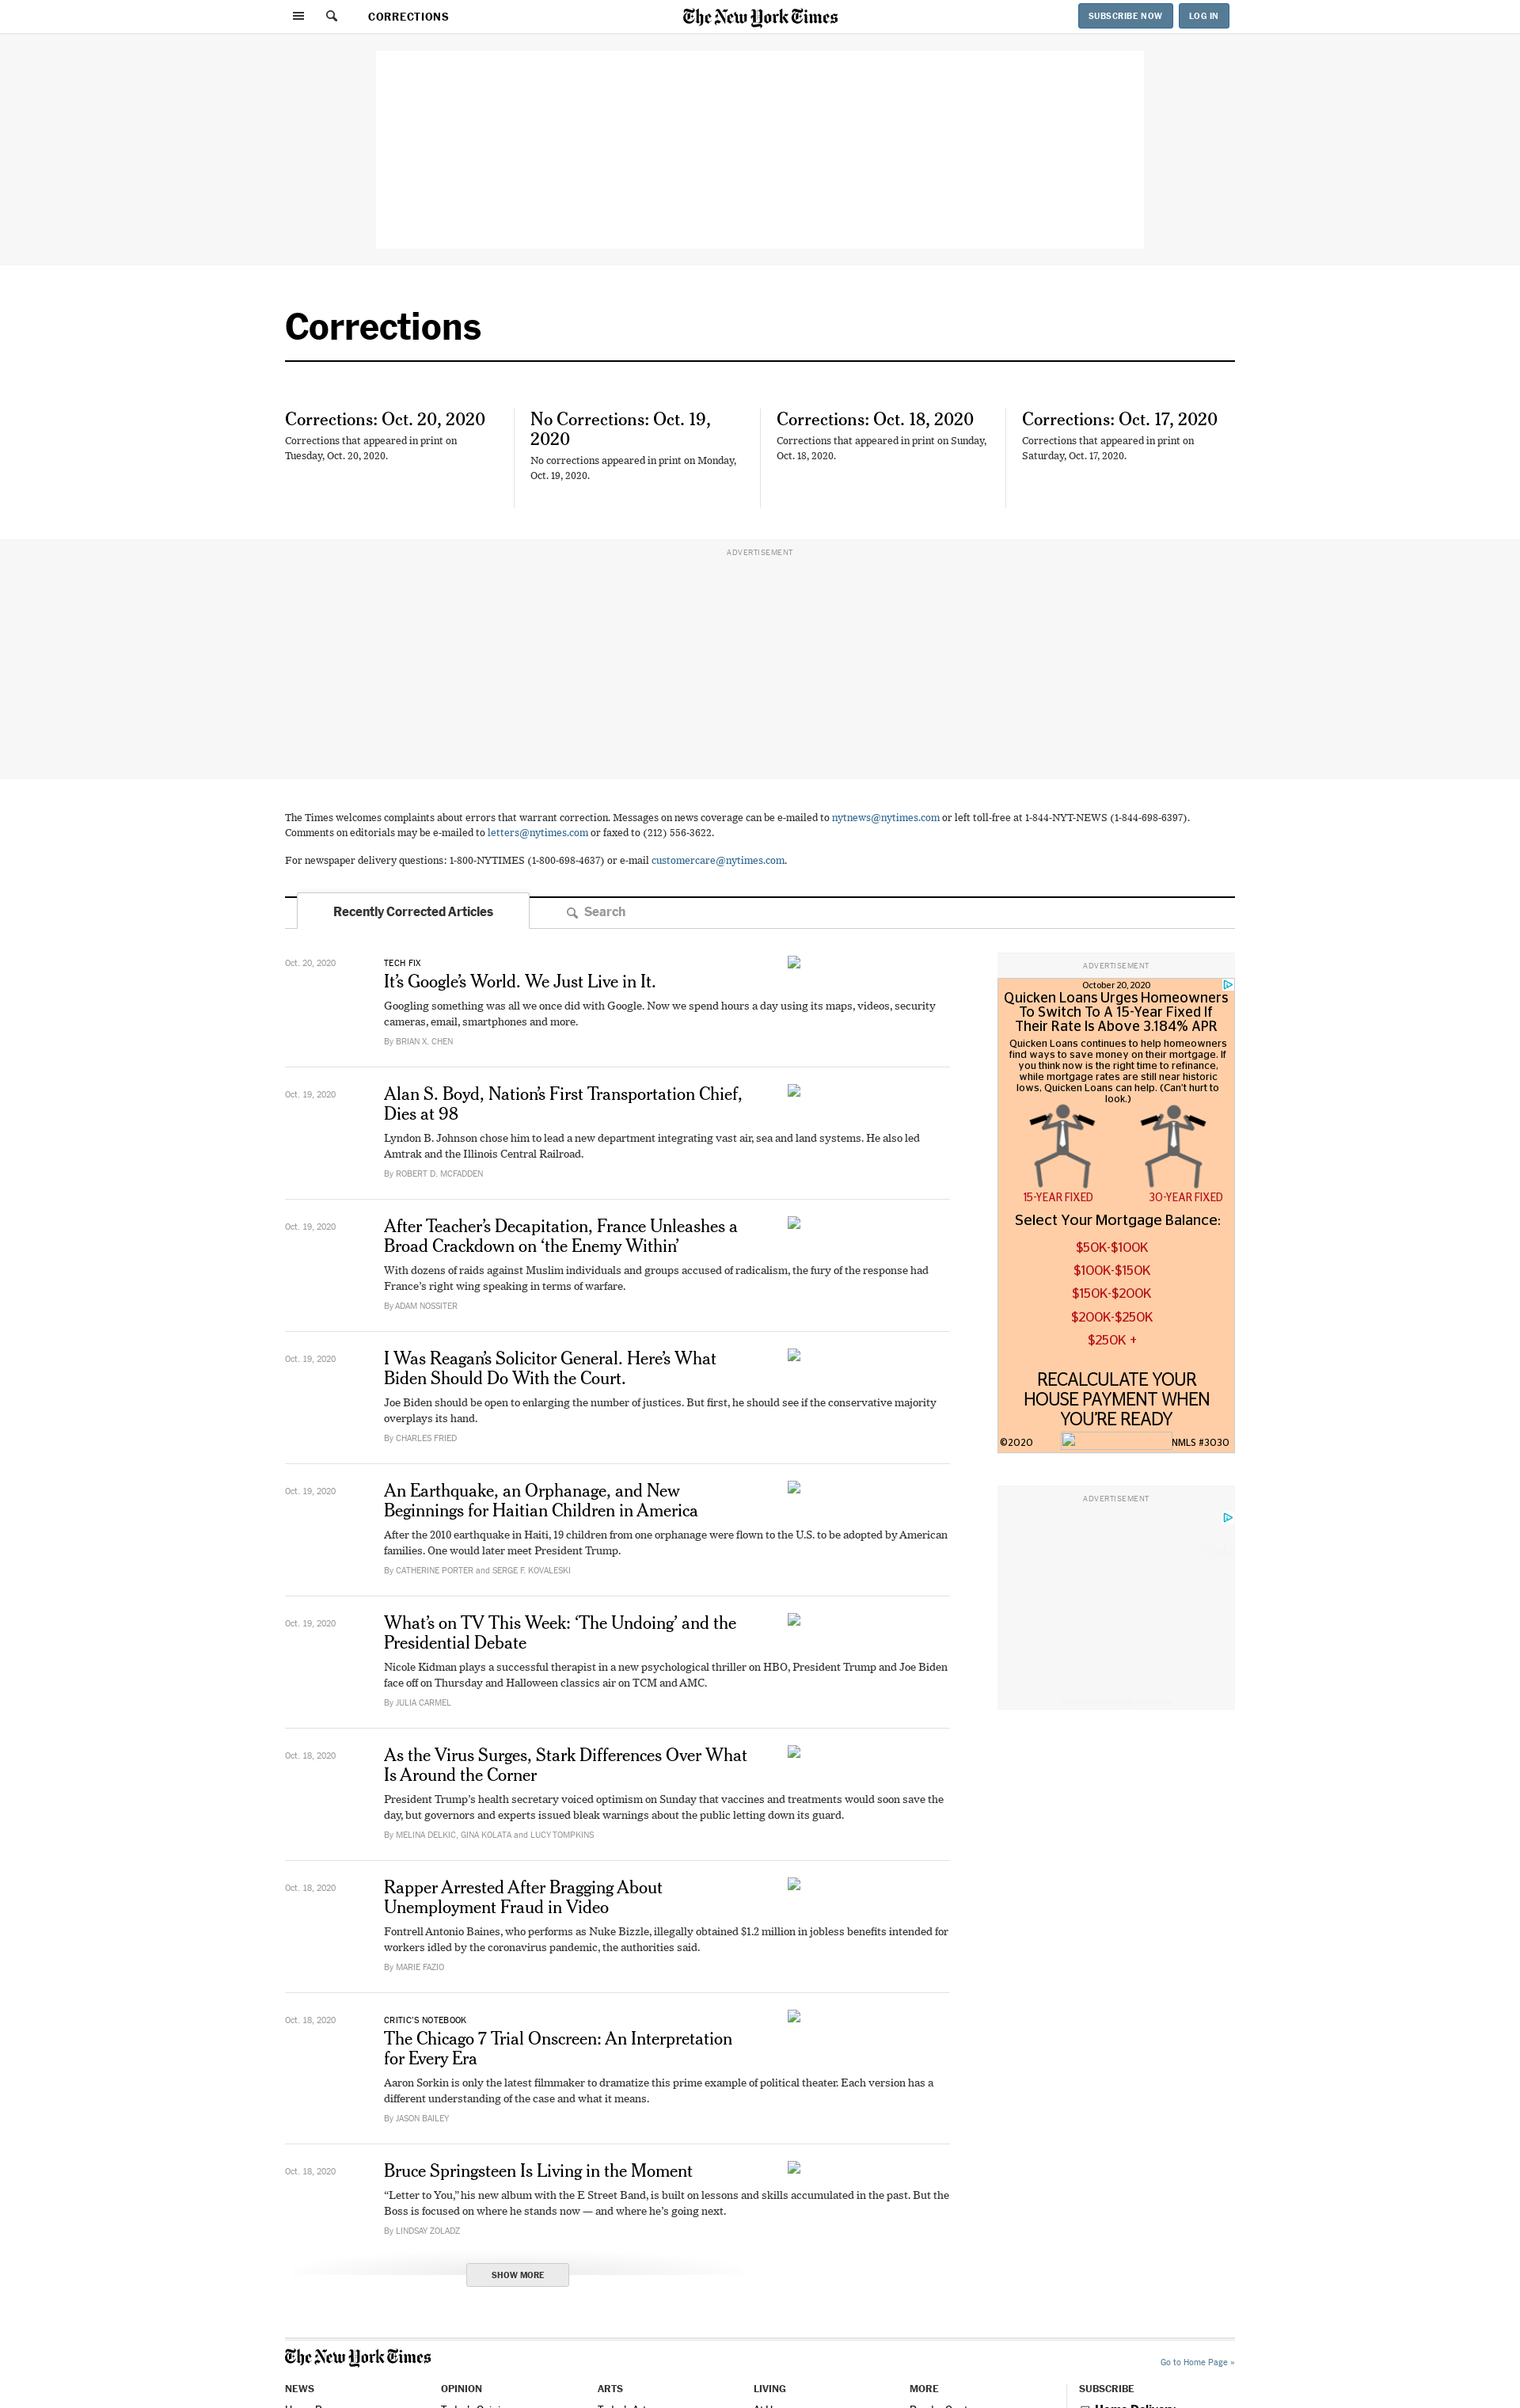 CORRECTIONS
The New York Times
SUBSCRIBE NOW
LOG IN
Corrections
Corrections: Oct. 20, 2020
Corrections that appeared in print on
Tuesday, Oct. 20, 2020.
No Corrections: Oct. 19,
2020
No corrections appeared in print on Monday,
Oct. 19, 2020.
Corrections: Oct. 18, 2020
Corrections that appeared in print on Sunday,
Oct. 18, 2020.
Corrections: Oct. 17, 2020
Corrections that appeared in print on
Saturday, Oct. 17, 2020.
ADVERTISEMENT
The Times welcomes complaints about errors that warrant correction. Messages on news coverage can be e-mailed to nytnews@nytimes.com or left toll-free at 1-844-NYT-NEWS (1-844-698-6397).
Comments on editorials may be e-mailed to letters@nytimes.com or faxed to (212) 556-3622.
For newspaper delivery questions: 1-800-NYTIMES (1-800-698-4637) or e-mail customercare@nytimes.com.
Recently Corrected Articles
Search
Oct. 20, 2020
TECH FIX
It’s Google’s World. We Just Live in It.
Googling something was all we once did with Google. Now we spend hours a day using its maps, videos, security
cameras, email, smartphones and more.
By BRIAN X. CHEN
Oct. 19, 2020
Alan S. Boyd, Nation’s First Transportation Chief,
Dies at 98
Lyndon B. Johnson chose him to lead a new department integrating vast air, sea and land systems. He also led
Amtrak and the Illinois Central Railroad.
By ROBERT D. MCFADDEN
Oct. 19, 2020
After Teacher’s Decapitation, France Unleashes a
Broad Crackdown on ‘the Enemy Within’
With dozens of raids against Muslim individuals and groups accused of radicalism, the fury of the response had
France’s right wing speaking in terms of warfare.
By ADAM NOSSITER
Oct. 19, 2020
I Was Reagan’s Solicitor General. Here’s What
Biden Should Do With the Court.
Joe Biden should be open to enlarging the number of justices. But first, he should see if the conservative majority
overplays its hand.
By CHARLES FRIED
Oct. 19, 2020
An Earthquake, an Orphanage, and New
Beginnings for Haitian Children in America
After the 2010 earthquake in Haiti, 19 children from one orphanage were flown to the U.S. to be adopted by American
families. One would later meet President Trump.
By CATHERINE PORTER and SERGE F. KOVALESKI
Oct. 19, 2020
What’s on TV This Week: ‘The Undoing’ and the
Presidential Debate
Nicole Kidman plays a successful therapist in a new psychological thriller on HBO, President Trump and Joe Biden
face off on Thursday and Halloween classics air on TCM and AMC.
By JULIA CARMEL
Oct. 18, 2020
As the Virus Surges, Stark Differences Over What
Is Around the Corner
President Trump’s health secretary voiced optimism on Sunday that vaccines and treatments would soon save the
day, but governors and experts issued bleak warnings about the public letting down its guard.
By MELINA DELKIC, GINA KOLATA and LUCY TOMPKINS
Oct. 18, 2020
Rapper Arrested After Bragging About
Unemployment Fraud in Video
Fontrell Antonio Baines, who performs as Nuke Bizzle, illegally obtained $1.2 million in jobless benefits intended for
workers idled by the coronavirus pandemic, the authorities said.
By MARIE FAZIO
Oct. 18, 2020
CRITIC’S NOTEBOOK
The Chicago 7 Trial Onscreen: An Interpretation
for Every Era
Aaron Sorkin is only the latest filmmaker to dramatize this prime example of political theater. Each version has a
different understanding of the case and what it means.
By JASON BAILEY
Oct. 18, 2020
Bruce Springsteen Is Living in the Moment
“Letter to You,” his new album with the E Street Band, is built on lessons and skills accumulated in the past. But the
Boss is focused on where he stands now — and where he’s going next.
By LINDSAY ZOLADZ
SHOW MORE
ADVERTISEMENT
October 20, 2020
Quicken Loans Urges Homeowners
To Switch To A 15-Year Fixed If
Their Rate Is Above 3.184% APR
Quicken Loans continues to help homeowners
find ways to save money on their mortgage. If
you think now is the right time to refinance,
while mortgage rates are still near historic
lows, Quicken Loans can help. (Can't hurt to
look.)
15-YEAR FIXED
30-YEAR FIXED
Select Your Mortgage Balance:
$50K-$100K
$100K-$150K
$150K-$200K
$200K-$250K
$250K +
RECALCULATE YOUR
HOUSE PAYMENT WHEN
YOU'RE READY
©2020
NMLS #3030
ADVERTISEMENT
The New York Times
Go to Home Page »
NEWS
OPINION
ARTS
LIVING
MORE
SUBSCRIBE